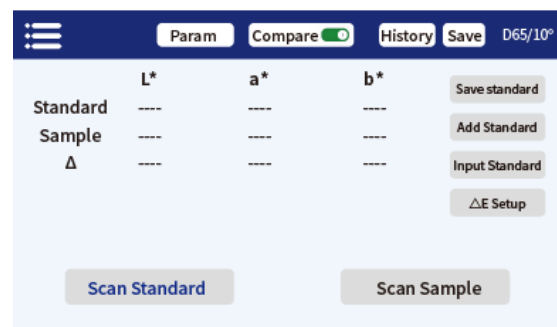 Param Compare History Save D65/10°
L* a* b*
Standard ---- ---- ----
Sample ---- ---- ----
Δ ---- ---- ----
Save standard
Add Standard
Input Standard
△E Setup
Scan Standard Scan Sample